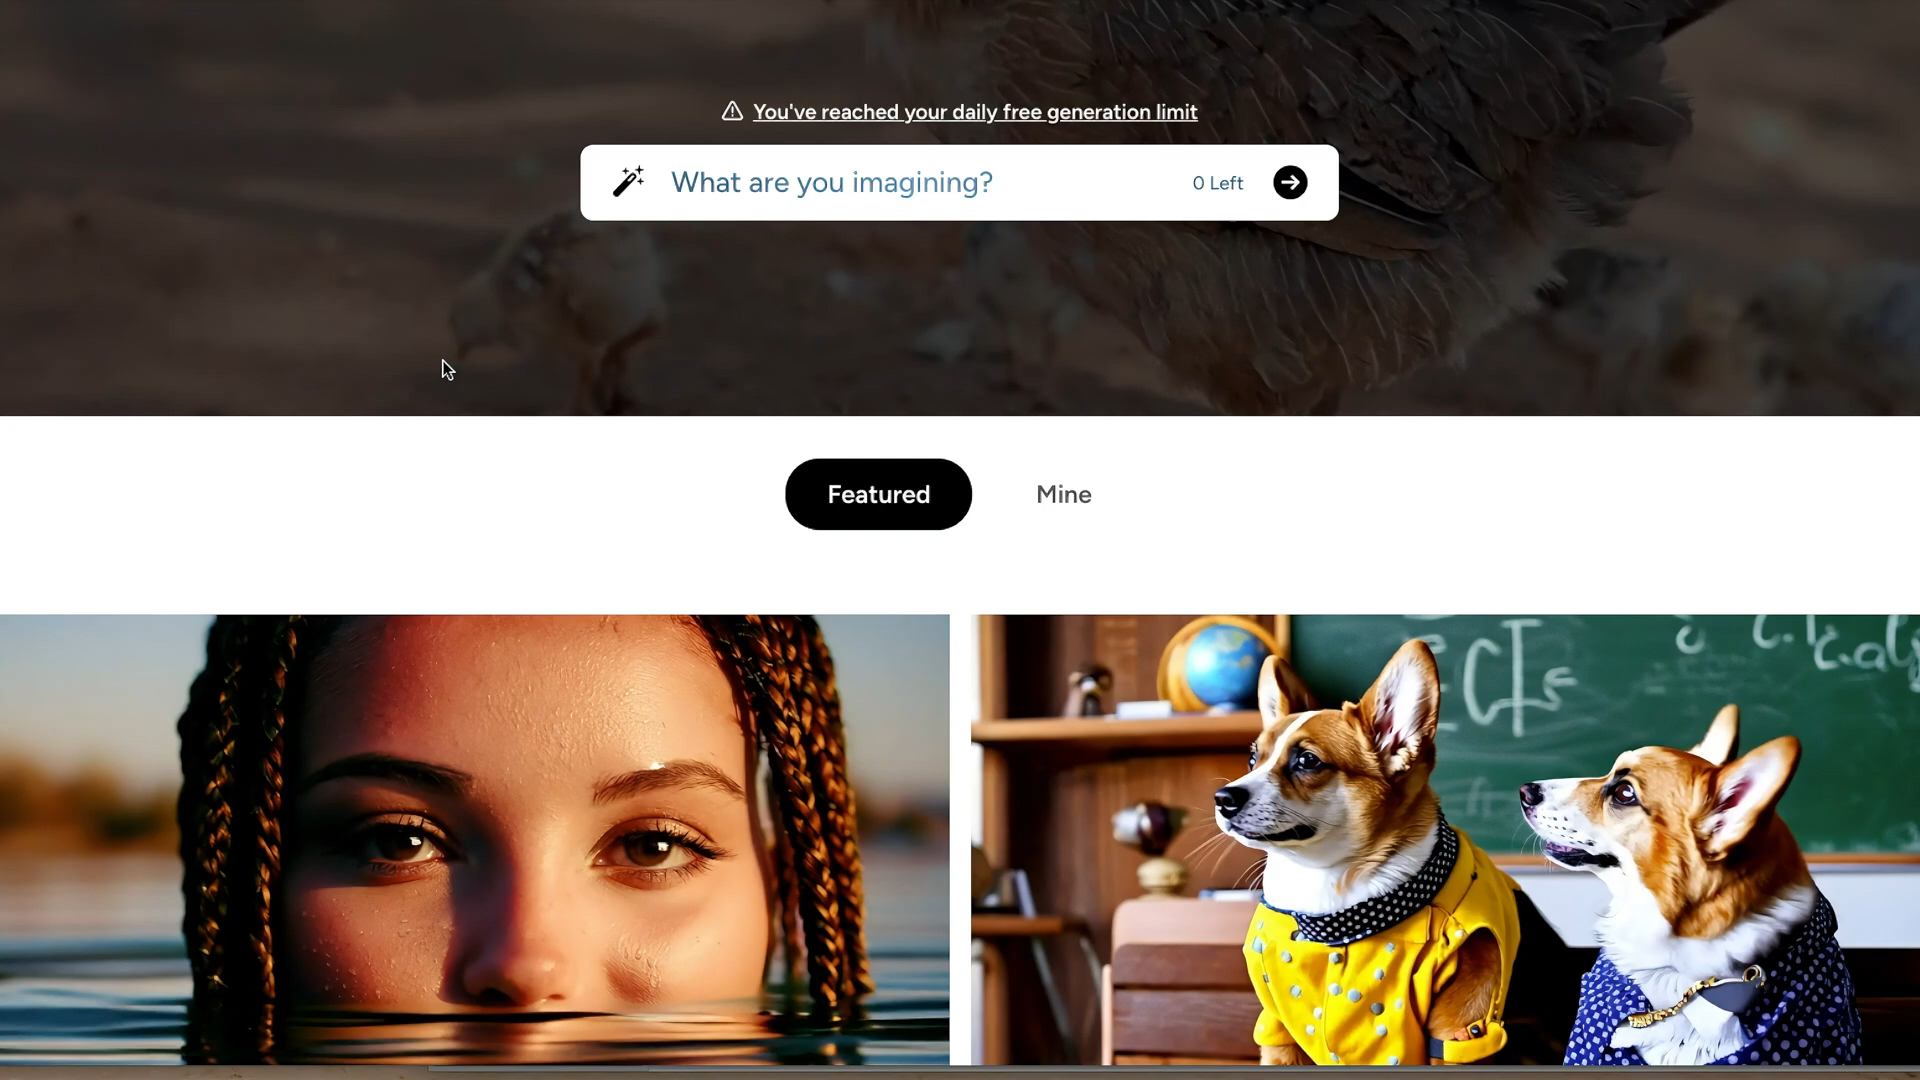 You've reached your daily free generation limit
What are you imagining?
0 Left
Featured
Mine